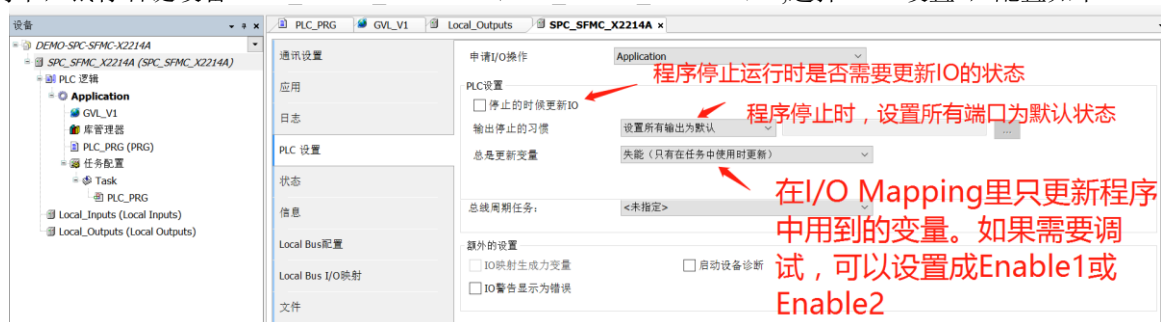 设备
PLC_PRG
GVL_V1
Local_Outputs
SPC_SFMC_X2214A ×
DEMO-SPC-SFMC-X2214A
SPC_SFMC_X2214A (SPC_SFMC_X2214A)
PLC 逻辑
Application
GVL_V1
库管理器
PLC_PRG (PRG)
任务配置
Task
PLC_PRG
Local_Inputs (Local Inputs)
Local_Outputs (Local Outputs)
通讯设置
应用
日志
PLC 设置
状态
信息
Local Bus配置
Local Bus I/O映射
文件
申请I/O操作
Application
程序停止运行时是否需要更新IO的状态
PLC设置
停止的时候更新IO
程序停止时，设置所有端口为默认状态
输出停止的习惯
设置所有输出为默认
...
总是更新变量
失能（只有在任务中使用时更新）
在I/O Mapping里只更新程序
中用到的变量。如果需要调
试，可以设置成Enable1或
Enable2
总线周期任务:
<未指定>
额外的设置
IO映射生成力变量
启动设备诊断
IO警告显示为错误